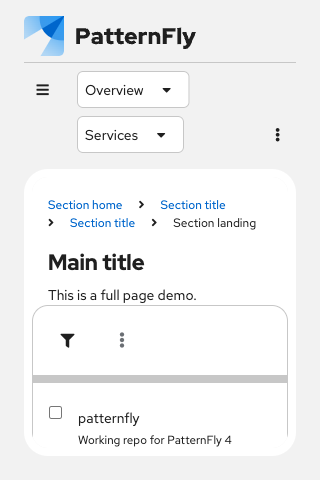 PatternFly
Overview
Services
Section home
Section title
Section title
Section landing
Main title
This is a full page demo.
patternfly
Working repo for PatternFly 4